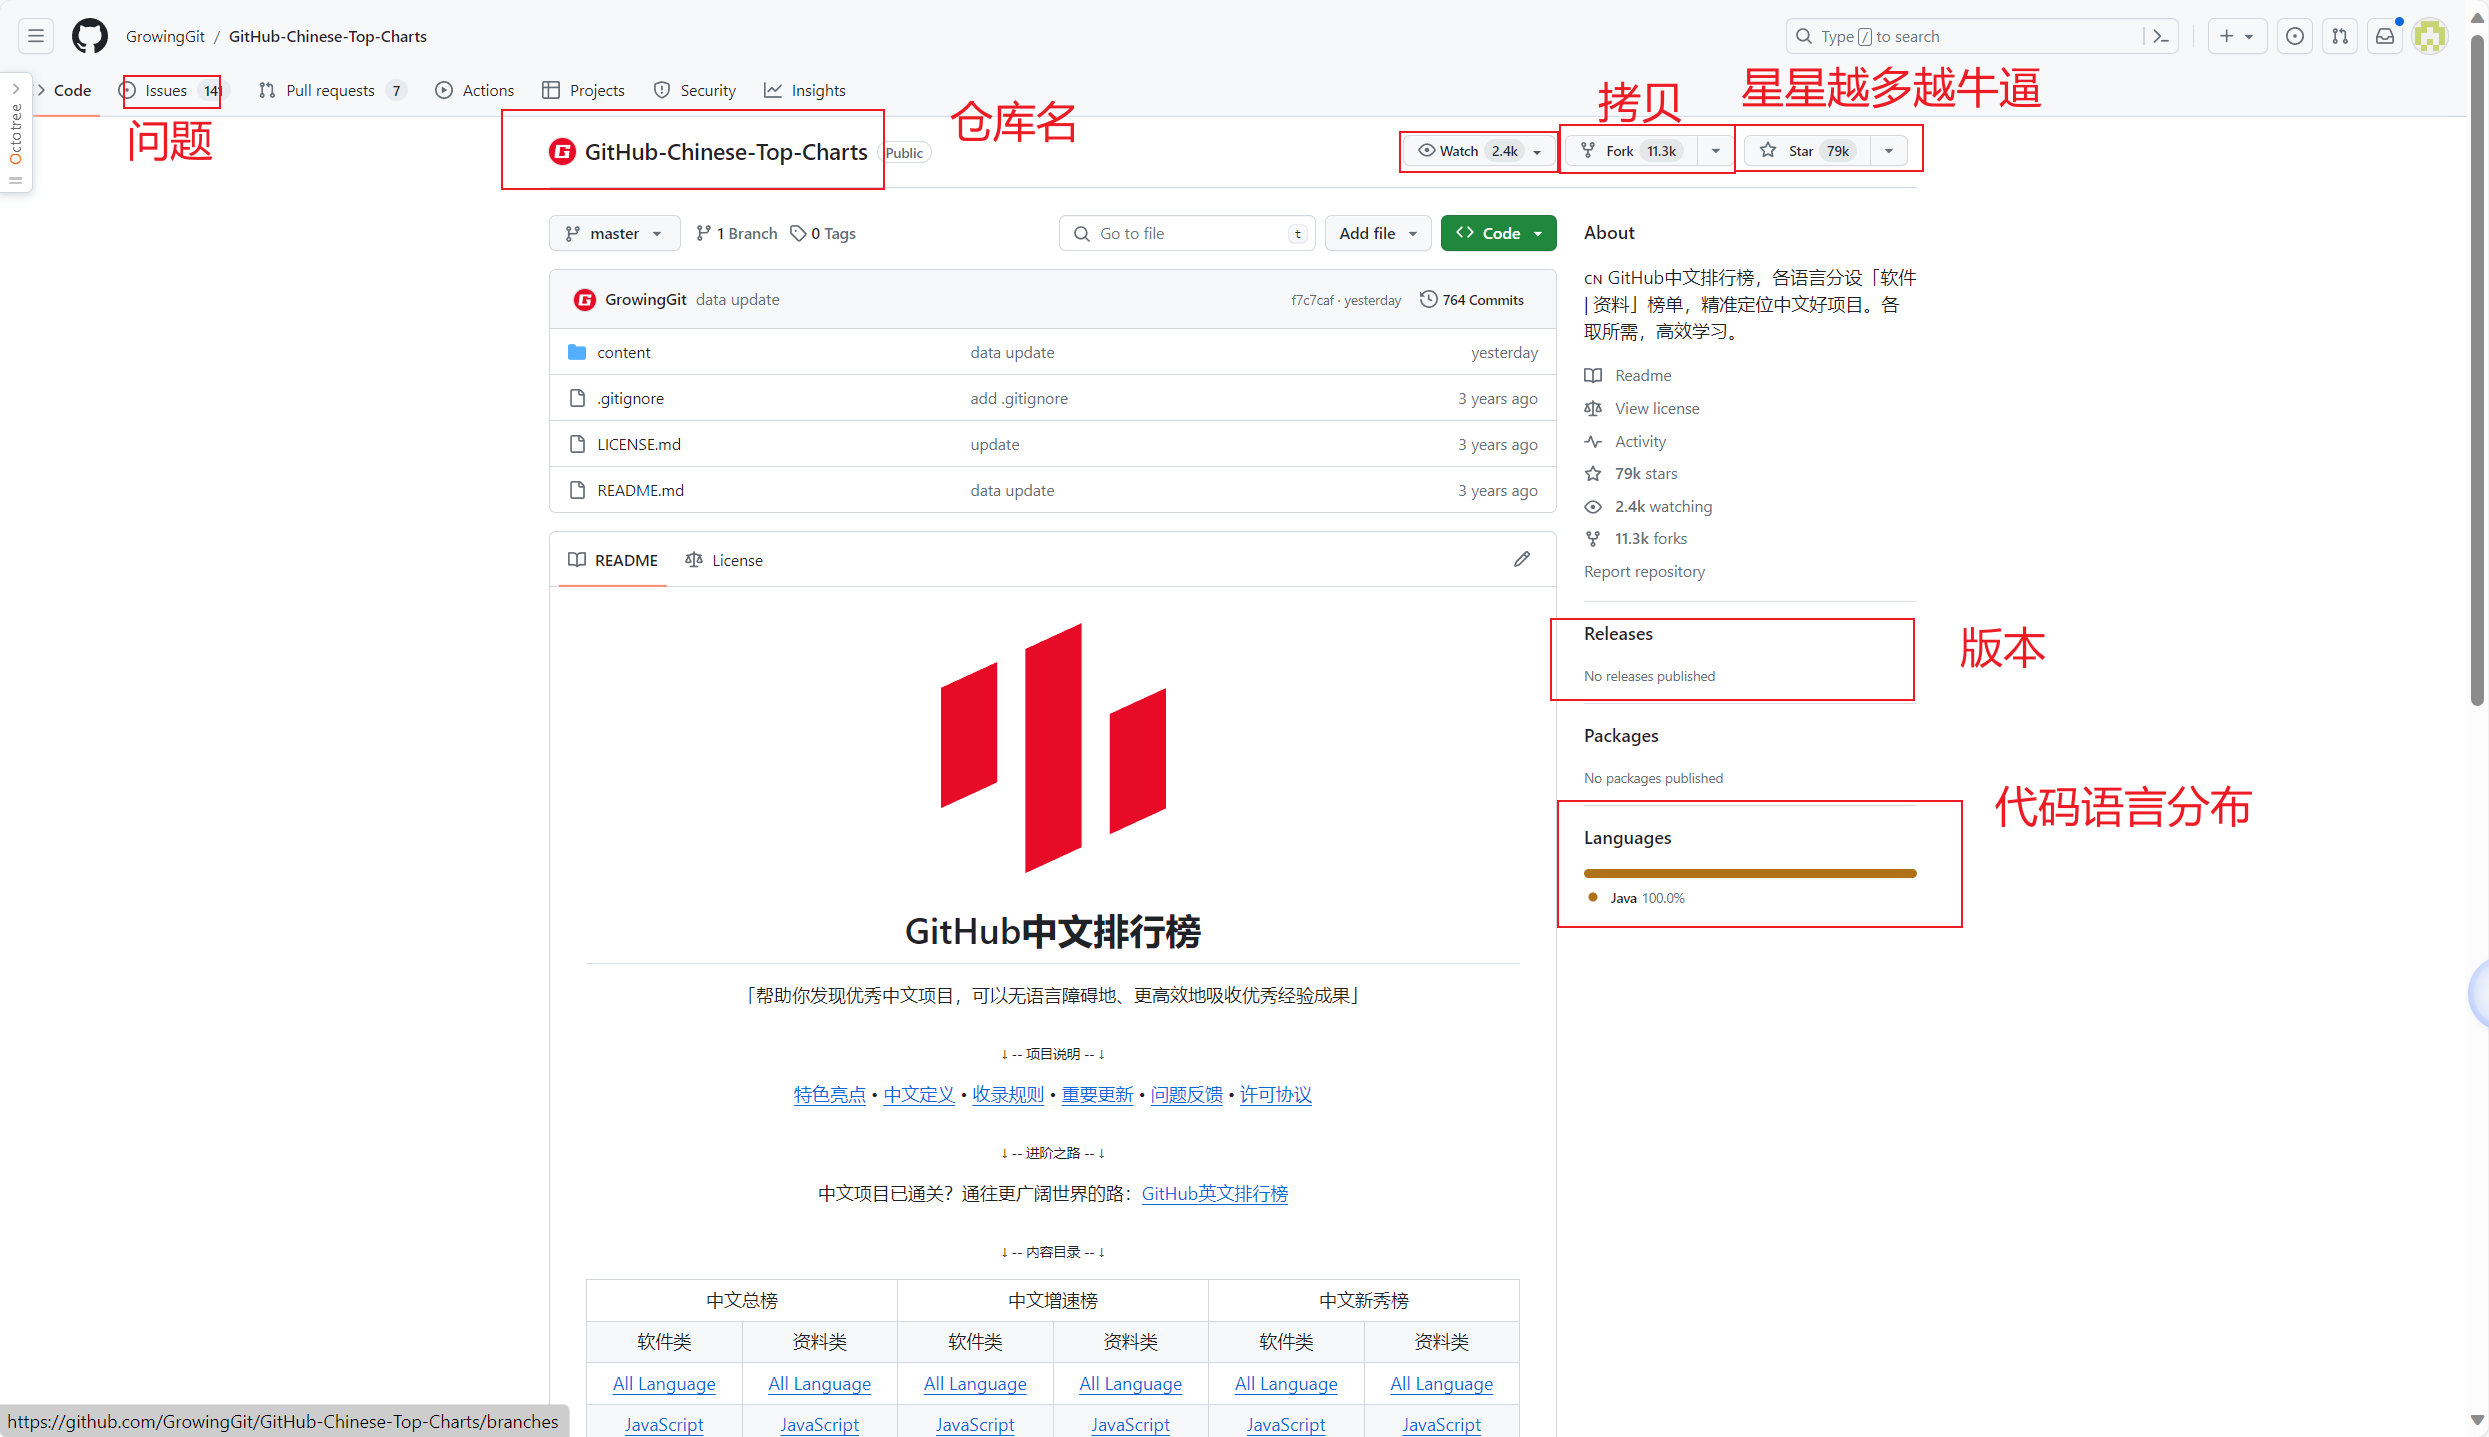 GrowingGit / GitHub-Chinese-Top-Charts
Type / to search
Code
Issues 141
Pull requests 7
Actions
Projects
Security
Insights
Octotree
问题
仓库名
拷贝
星星越多越牛逼
GitHub-Chinese-Top-Charts Public
Watch 2.4k
Fork 11.3k
Star 79k
master
1 Branch
0 Tags
Go to file t
Add file
Code
GrowingGit data update
f7c7caf · yesterday
764 Commits
content data update yesterday
.gitignore add .gitignore 3 years ago
LICENSE.md update 3 years ago
README.md data update 3 years ago
README
License
GitHub中文排行榜
「帮助你发现优秀中文项目，可以无语言障碍地、更高效地吸收优秀经验成果」
↓ -- 项目说明 -- ↓
特色亮点 • 中文定义 • 收录规则 • 重要更新 • 问题反馈 • 许可协议
↓ -- 进阶之路 -- ↓
中文项目已通关？通往更广阔世界的路：GitHub英文排行榜
↓ -- 内容目录 -- ↓
中文总榜 中文增速榜 中文新秀榜
软件类 资料类 软件类 资料类 软件类 资料类
All Language All Language All Language All Language All Language All Language
JavaScript JavaScript JavaScript JavaScript JavaScript JavaScript
About
CN GitHub中文排行榜，各语言分设「软件
| 资料」榜单，精准定位中文好项目。各
取所需，高效学习。
Readme
View license
Activity
79k stars
2.4k watching
11.3k forks
Report repository
Releases
No releases published
版本
Packages
No packages published
代码语言分布
Languages
Java 100.0%
https://github.com/GrowingGit/GitHub-Chinese-Top-Charts/branches